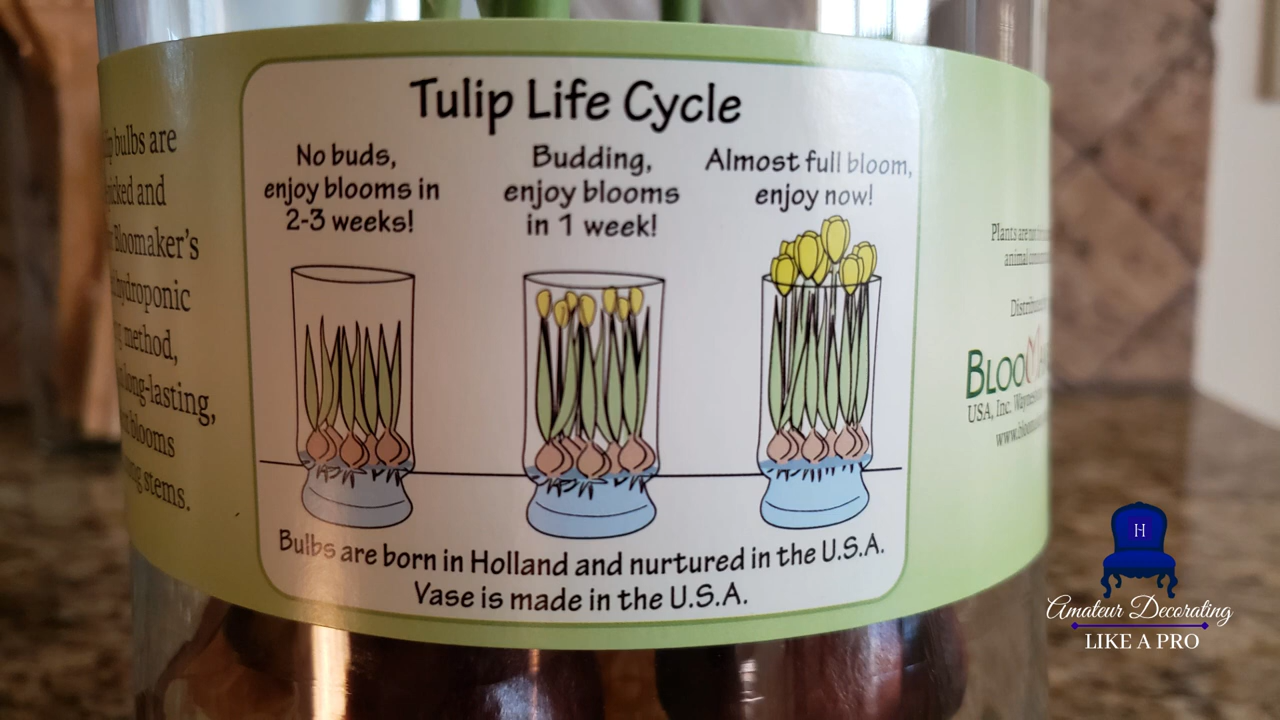 Tulip Life Cycle
No buds,
enjoy blooms in
2-3 weeks!
Budding,
enjoy blooms
in 1 week!
Almost full bloom,
enjoy now!
Bulbs are born in Holland and nurtured in the U.S.A.
Vase is made in the U.S.A.
bulbs are
and
Bloomaker's
hydroponic
method,
long-lasting,
blooms
stems.
Plants are
USA, Inc.
H
Amateur Decorating
LIKE A PRO